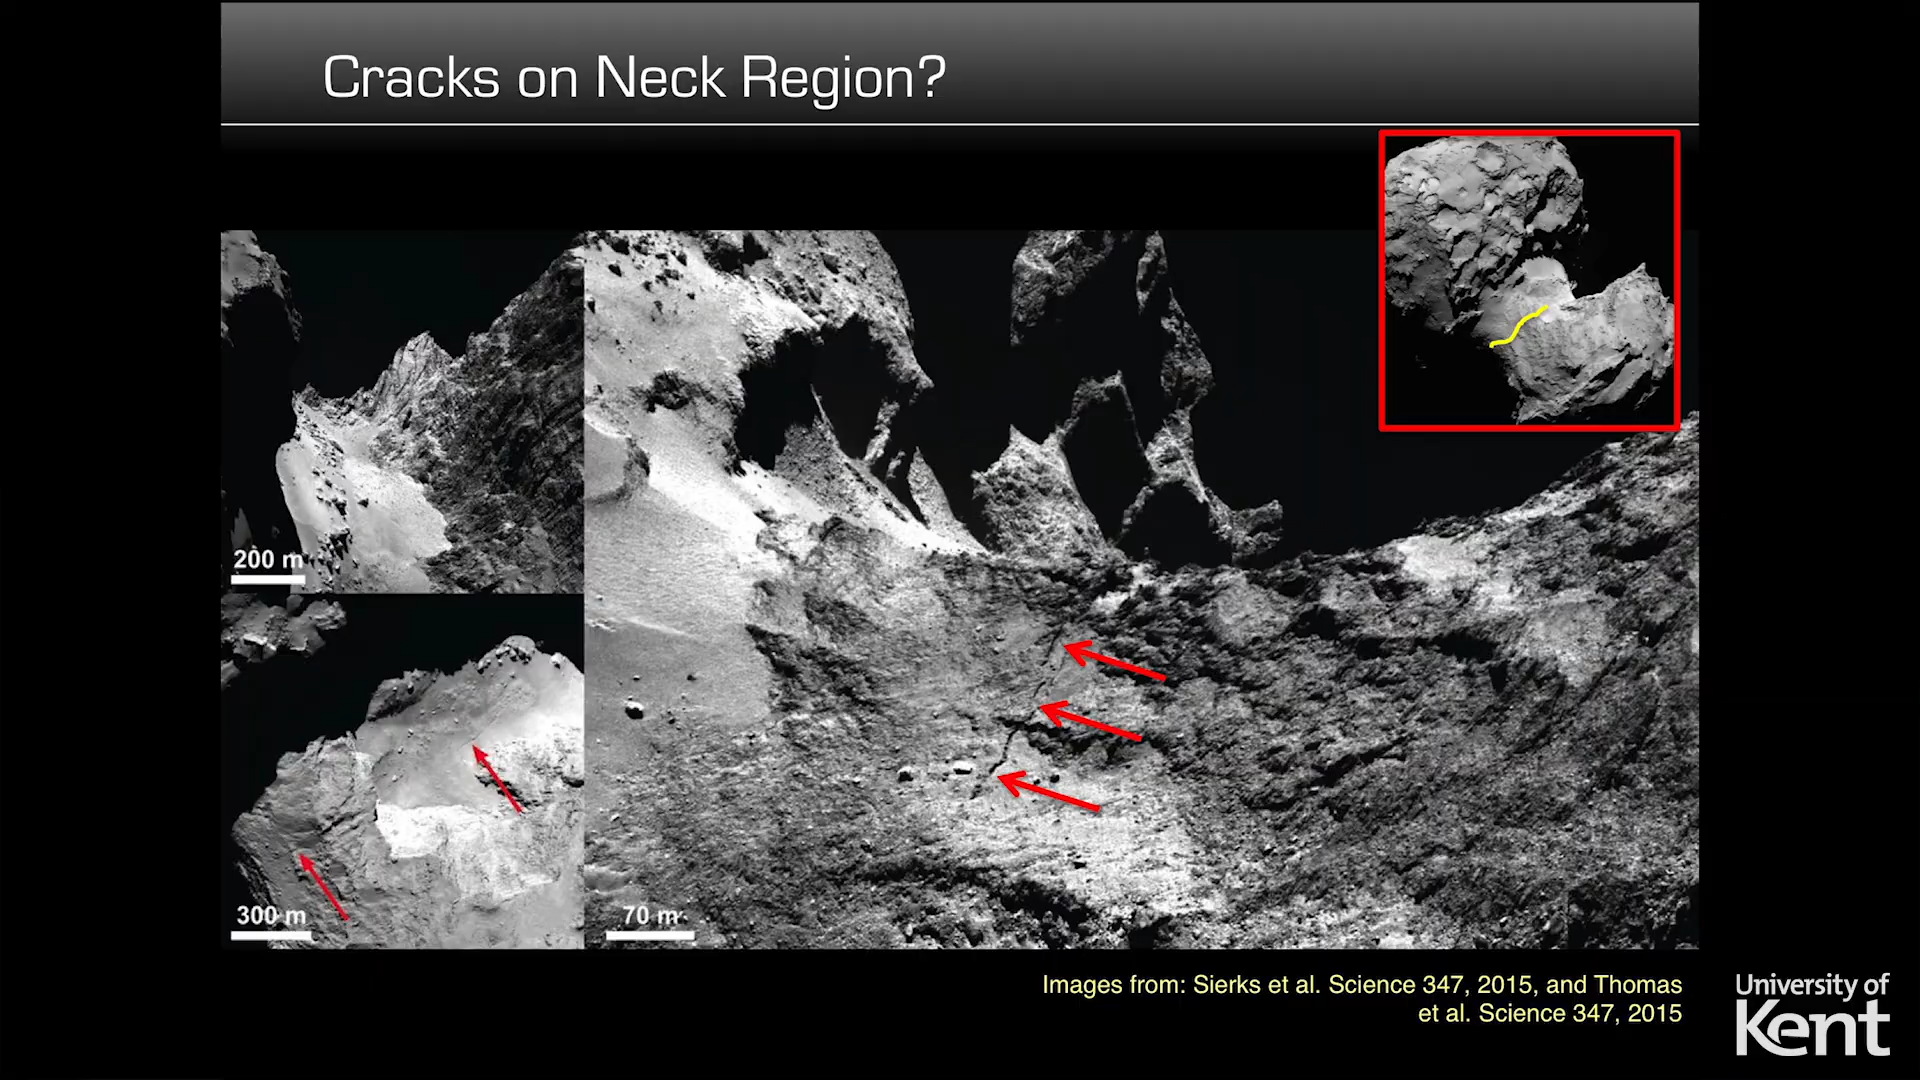 Cracks on Neck Region?
200 m
300 m
70 m
Images from: Sierks et al. Science 347, 2015, and Thomas
et al. Science 347, 2015
University of
Kent